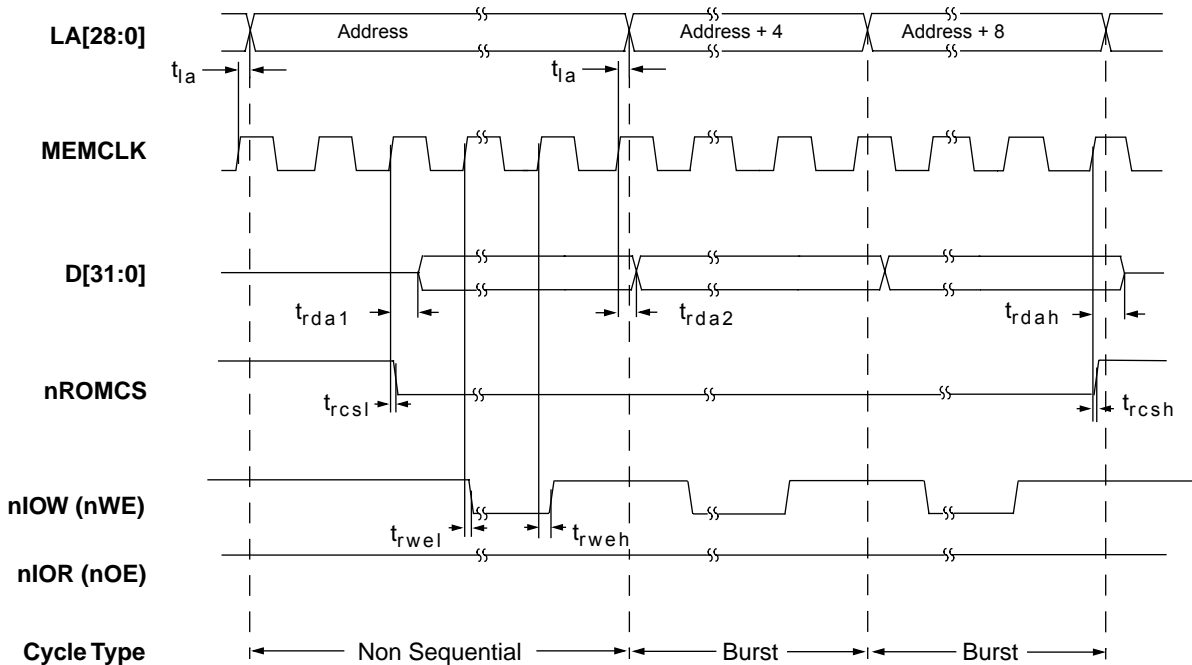 LA[28:0] Address Address + 4 Address + 8
tla tla
MEMCLK
D[31:0]
trda1 trda2 trdah
nROMCS
trcsl trcsh
nIOW (nWE)
trwel trweh
nIOR (nOE)
Cycle Type Non Sequential Burst Burst